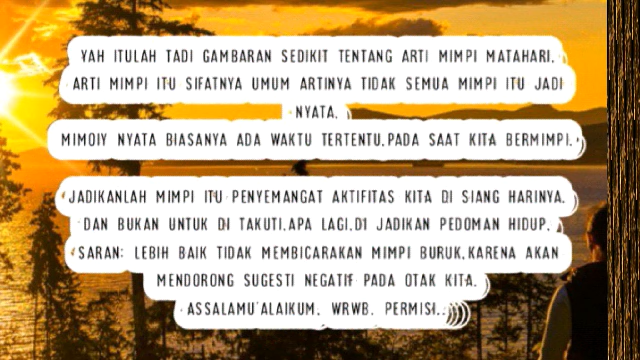 YAH ITULAH TADI GAMBARAN SEDIKIT TENTANG ARTI MIMPI MATAHARI.
ARTI MIMPI ITU SIFATNYA UMUM ARTINYA TIDAK SEMUA MIMPI ITU JADI
NYATA.
MIMOIY NYATA BIASANYA ADA WAKTU TERTENTU.PADA SAAT KITA BERMIMPI.
JADIKANLAH MIMPI ITU PENYEMANGAT AKTIFITAS KITA DI SIANG HARINYA.
DAN BUKAN UNTUK DI TAKUTI.APA LAGI.DI JADIKAN PEDOMAN HIDUP.
SARAN: LEBIH BAIK TIDAK MEMBICARAKAN MIMPI BURUK.KARENA AKAN
MENDORONG SUGESTI NEGATIF PADA OTAK KITA.
ASSALAMU'ALAIKUM. WRWB. PERMISI.